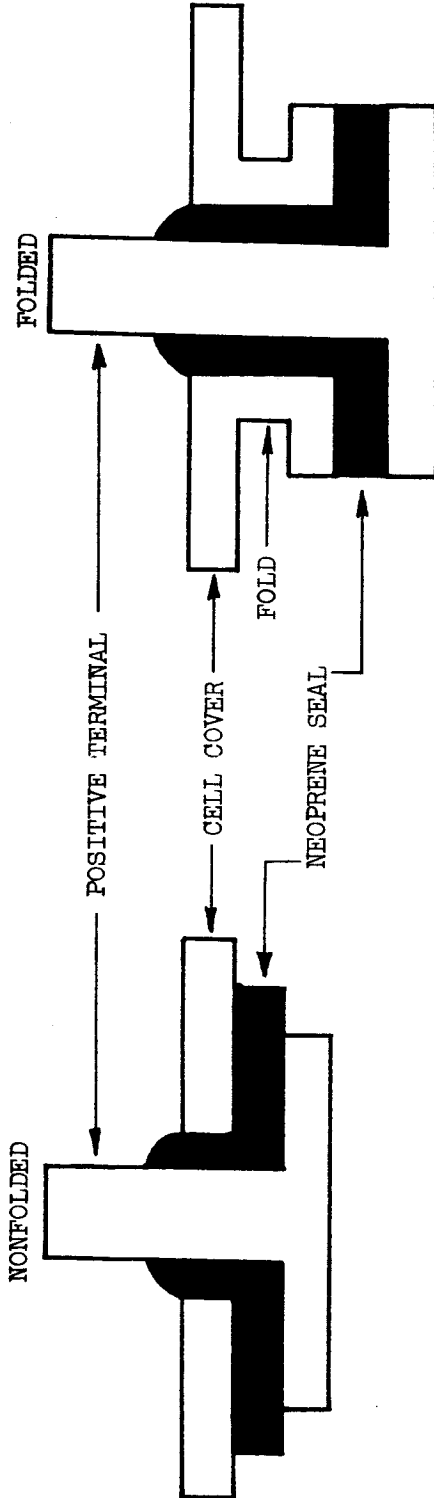 NONFOLDED
FOLDED
POSITIVE TERMINAL
CELL COVER
FOLD
NEOPRENE SEAL